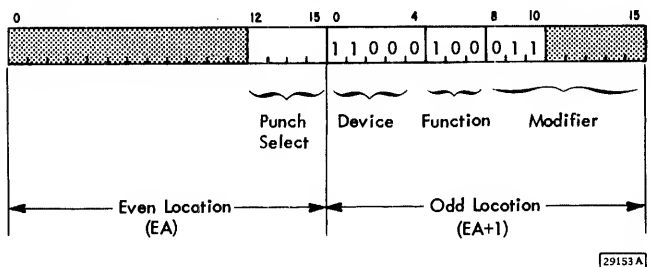 0 12 15 0 4 8 10 15
1 1 0 0 0 1 0 0 0 1 1
Punch Device Function Modifier
Select
Even Location Odd Locotion
(EA) (EA+1)
29153 A